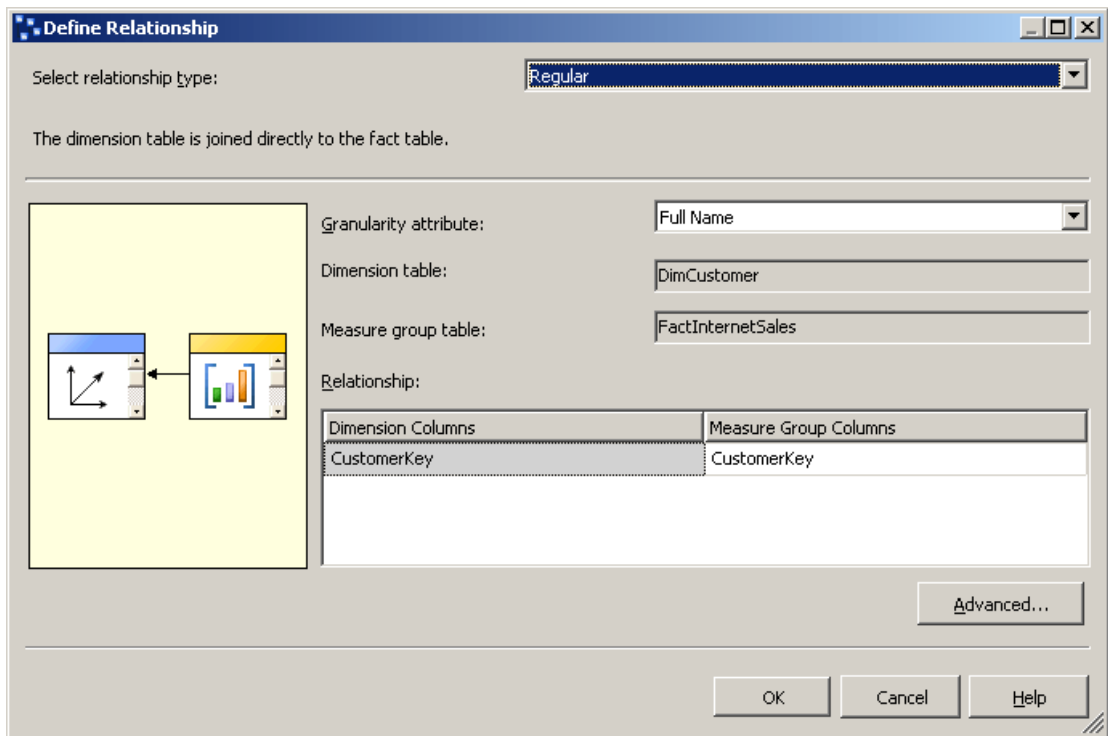 Define Relationship
Select relationship type:
Regular
The dimension table is joined directly to the fact table.
Granularity attribute:
Full Name
Dimension table:
DimCustomer
Measure group table:
FactInternetSales
Relationship:
Dimension Columns
Measure Group Columns
CustomerKey
CustomerKey
Advanced...
OK
Cancel
Help